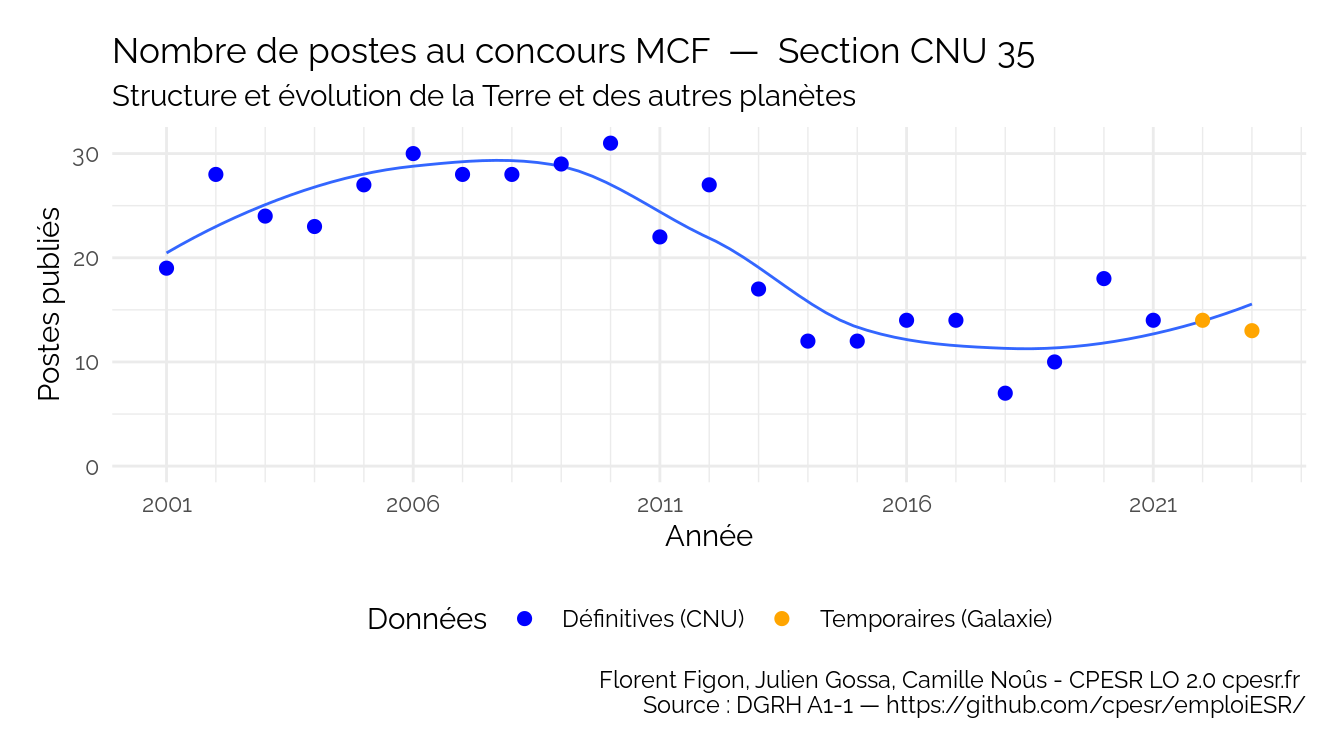 Nombre de postes au concours MCF — Section CNU 35
Structure et évolution de la Terre et des autres planètes
Postes publiés
30
20
10
0
2001 2006 2011 2016 2021
Année
Données Définitives (CNU) Temporaires (Galaxie)
Florent Figon, Julien Gossa, Camille Noûs - CPESR LO 2.0 cpesr.fr
Source : DGRH A1-1 — https://github.com/cpesr/emploiESR/